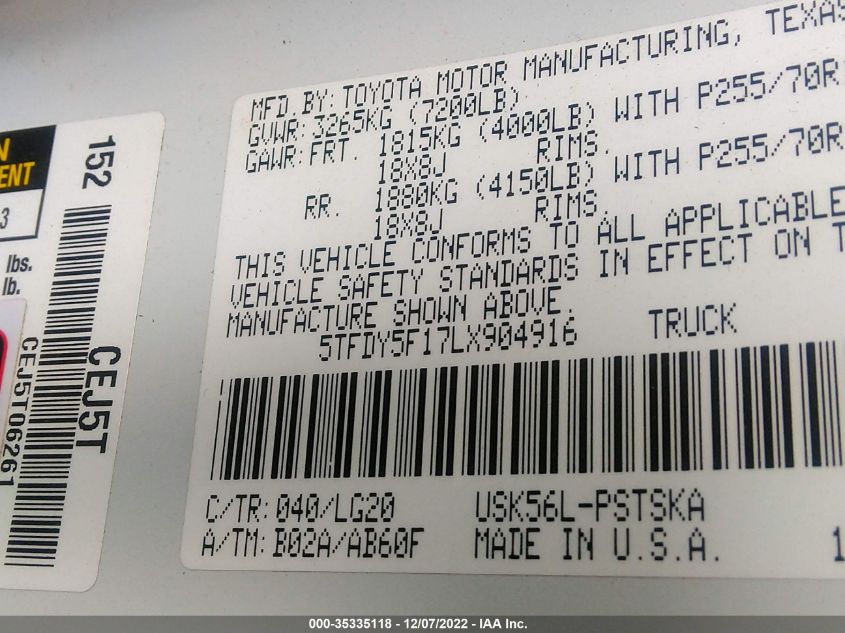 N
ENT
3
lbs.
lb.
152
CEJ5T
CEJ5T06261
MFD BY: TOYOTA MOTOR MANUFACTURING, TEXAS
GVWR: 3265KG (7200LB)
GAWR: FRT. 1815KG (4000LB) WITH P255/70R
18X8J RIMS.
RR. 1880KG (4150LB) WITH P255/70R
18X8J RIMS.
THIS VEHICLE CONFORMS TO ALL APPLICABLE
VEHICLE SAFETY STANDARDS IN EFFECT ON T
MANUFACTURE SHOWN ABOVE.
5TFDY5F17LX904916 TRUCK
C/TR: 040/LG20 USK56L-PSTSKA
A/TM: B02A/AB60F MADE IN U.S.A. 1
000-35335118 - 12/07/2022 - IAA Inc.